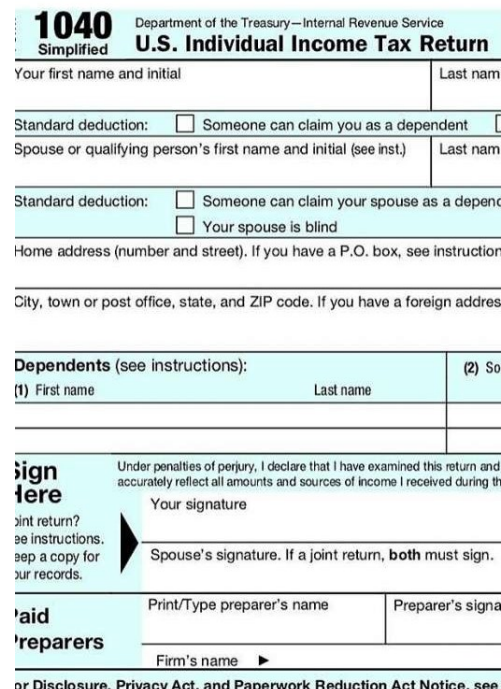 1040
Simplified
Department of the Treasury—Internal Revenue Service
U.S. Individual Income Tax Return
Your first name and initial
Last nam
Standard deduction: Someone can claim you as a dependent
Spouse or qualifying person's first name and initial (see inst.)
Last nam
Standard deduction: Someone can claim your spouse as a depend
Your spouse is blind
Home address (number and street). If you have a P.O. box, see instruction
City, town or post office, state, and ZIP code. If you have a foreign addres
Dependents (see instructions):
(2) So
(1) First name Last name
Sign
Here
oint return?
ee instructions.
eep a copy for
our records.
Under penalties of perjury, I declare that I have examined this return and
accurately reflect all amounts and sources of income I received during th
Your signature
Spouse's signature. If a joint return, both must sign.
Paid
Preparers
Print/Type preparer's name
Preparer's signa
Firm's name ►
or Disclosure, Privacy Act, and Paperwork Reduction Act Notice, see